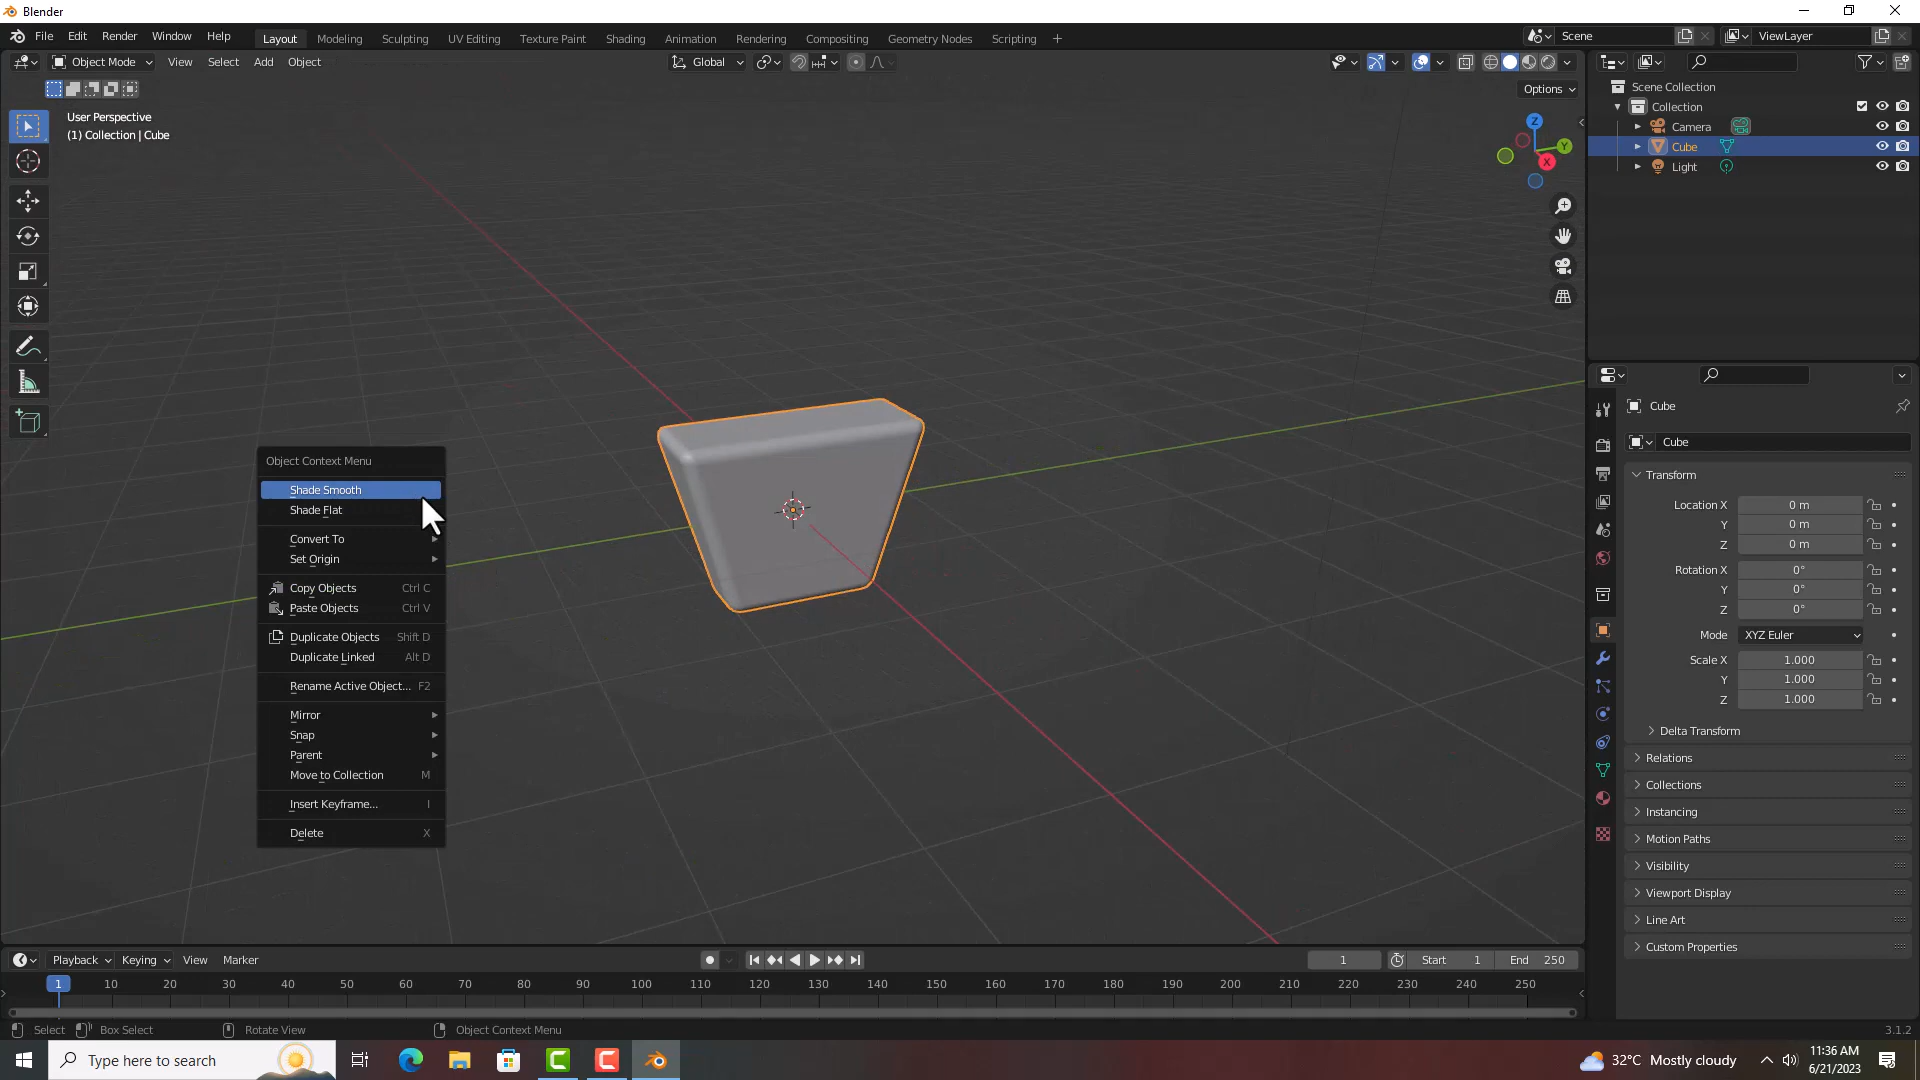 Blender
File Edit Render Window Help Layout Modeling Sculpting UV Editing Texture Paint Shading Animation Rendering Compositing Geometry Nodes Scripting + Scene ViewLayer
Object Mode View Select Add Object Global
Options
User Perspective
(1) Collection | Cube
Z
Y
X
Scene Collection
Collection
Camera
Cube
Light
Object Context Menu
Shade Smooth
Shade Flat
Convert To
Set Origin
Copy Objects Ctrl C
Paste Objects Ctrl V
Duplicate Objects Shift D
Duplicate Linked Alt D
Rename Active Object... F2
Mirror
Snap
Parent
Move to Collection M
Insert Keyframe... I
Delete X
Cube
Cube
Transform
Location X 0 m
Y 0 m
Z 0 m
Rotation X 0°
Y 0°
Z 0°
Mode XYZ Euler
Scale X 1.000
Y 1.000
Z 1.000
Delta Transform
Relations
Collections
Instancing
Motion Paths
Visibility
Viewport Display
Line Art
Custom Properties
Playback Keying View Marker 1 Start 1 End 250
1 10 20 30 40 50 60 70 80 90 100 110 120 130 140 150 160 170 180 190 200 210 220 230 240 250
Select Box Select Rotate View Object Context Menu 3.1.2
Type here to search 32°C Mostly cloudy 11:36 AM
6/21/2023